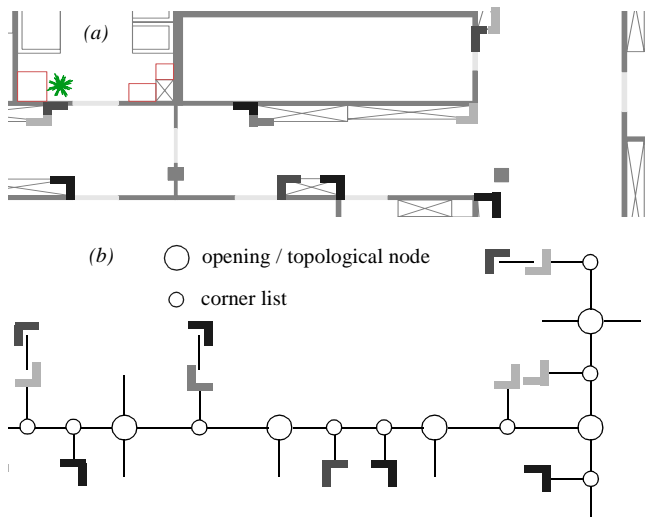 (a)
(b)
opening / topological node
corner list